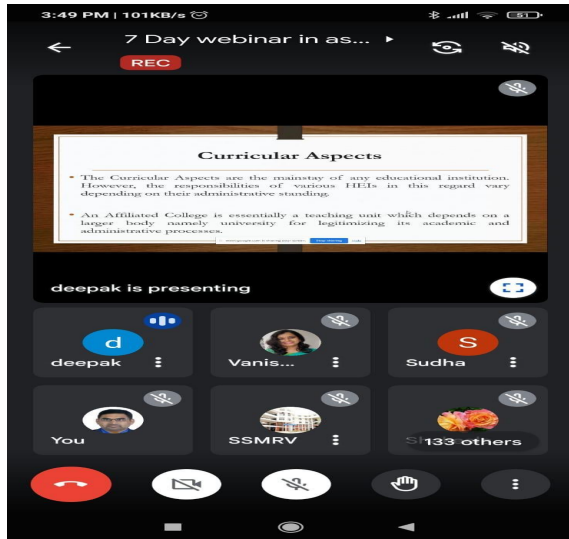 3:49 PM | 101KB/s
51
7 Day webinar in as...
REC
Curricular Aspects
• The Curricular Aspects are the mainstay of any educational institution.
However, the responsibilities of various HEIs in this regard vary
depending on their administrative standing.
• An Affiliated College is essentially a teaching unit which depends on a
larger body namely university for legitimizing its academic and
administrative processes.
deepak is presenting
d
S
deepak
Vanis...
Sudha
You
SSMRV
133 others